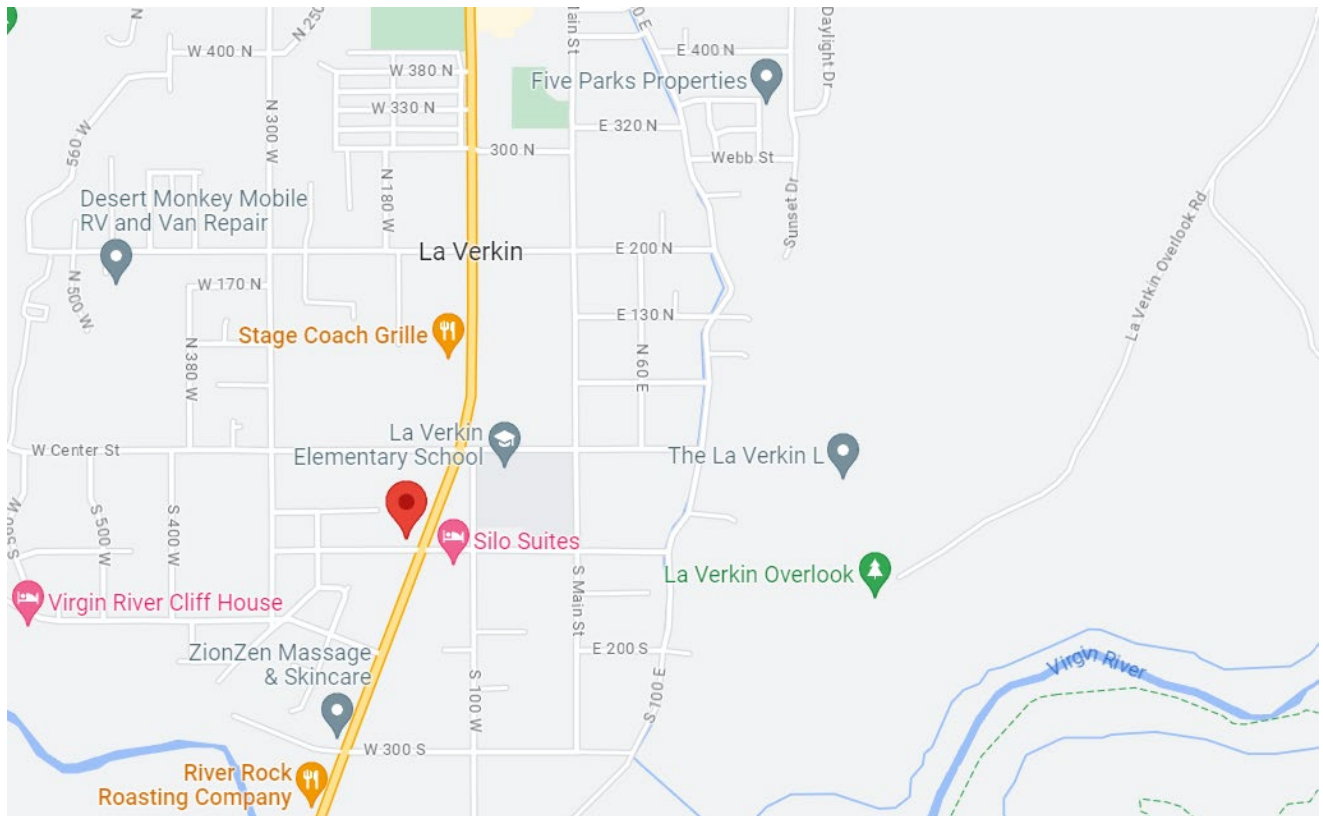 W 400 N
N 250
N 300 W
W 380 N
W 330 N
300 N
N 180 W
560 W
Main St
0 E
E 400 N
Daylight Dr
Five Parks Properties
E 320 N
Webb St
Sunset Dr
La Verkin Overlook Rd
Desert Monkey Mobile
RV and Van Repair
La Verkin
E 200 N
N 500 W
W 170 N
Stage Coach Grille
E 130 N
N 380 W
N 60 E
W Center St
La Verkin
Elementary School
The La Verkin L
S 500 W
S 400 W
Silo Suites
La Verkin Overlook
Virgin River Cliff House
S Main St
ZionZen Massage
& Skincare
E 200 S
S 100 W
S 100 E
Virgin River
W 300 S
River Rock
Roasting Company